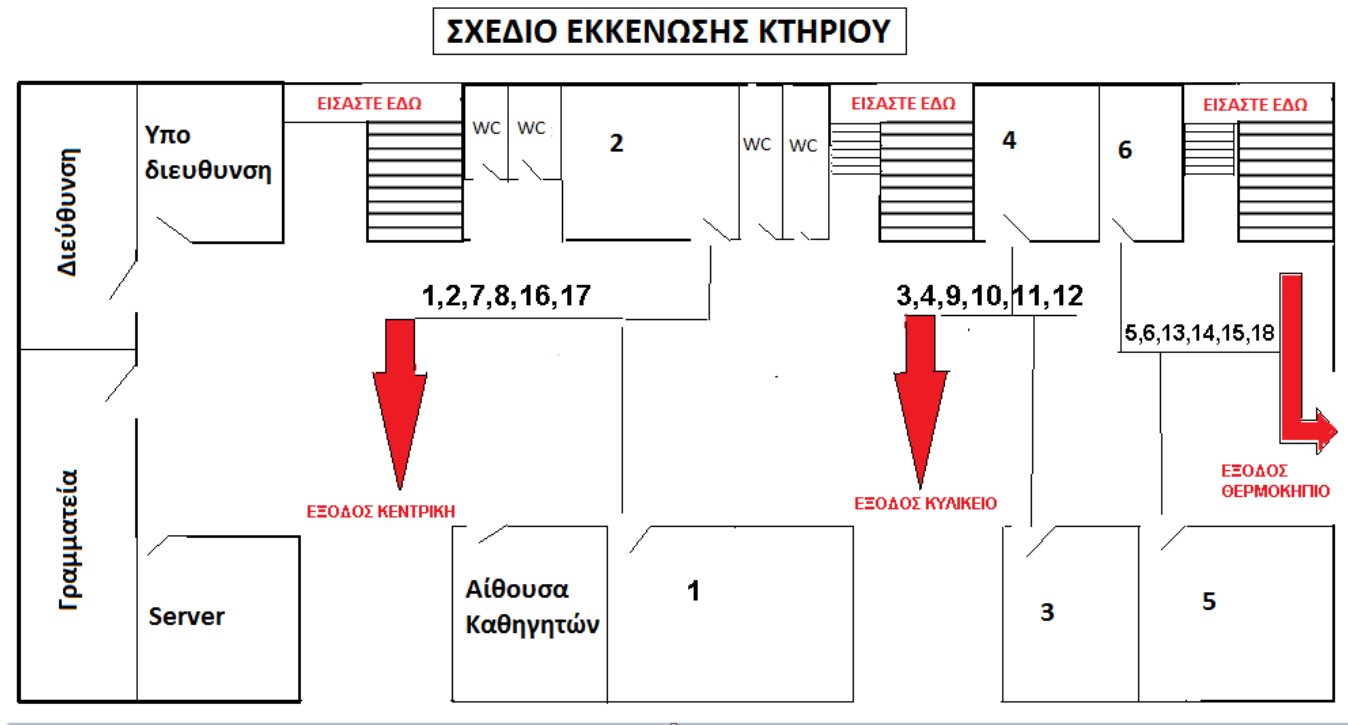 ΣΧΕΔΙΟ ΕΚΚΕΝΩΣΗΣ ΚΤΗΡΙΟΥ
ΕΙΣΑΣΤΕ ΕΔΩ
ΕΙΣΑΣΤΕ ΕΔΩ
ΕΙΣΑΣΤΕ ΕΔΩ
Διεύθυνση
Υπο
διευθυνση
WC
WC
2
WC
WC
4
6
1,2,7,8,16,17
3,4,9,10,11,12
5,6,13,14,15,18
ΕΞΟΔΟΣ ΚΕΝΤΡΙΚΗ
ΕΞΟΔΟΣ ΚΥΛΙΚΕΙΟ
ΕΞΟΔΟΣ
ΘΕΡΜΟΚΗΠΙΟ
Γραμματεία
Server
Αίθουσα
Καθηγητών
1
3
5